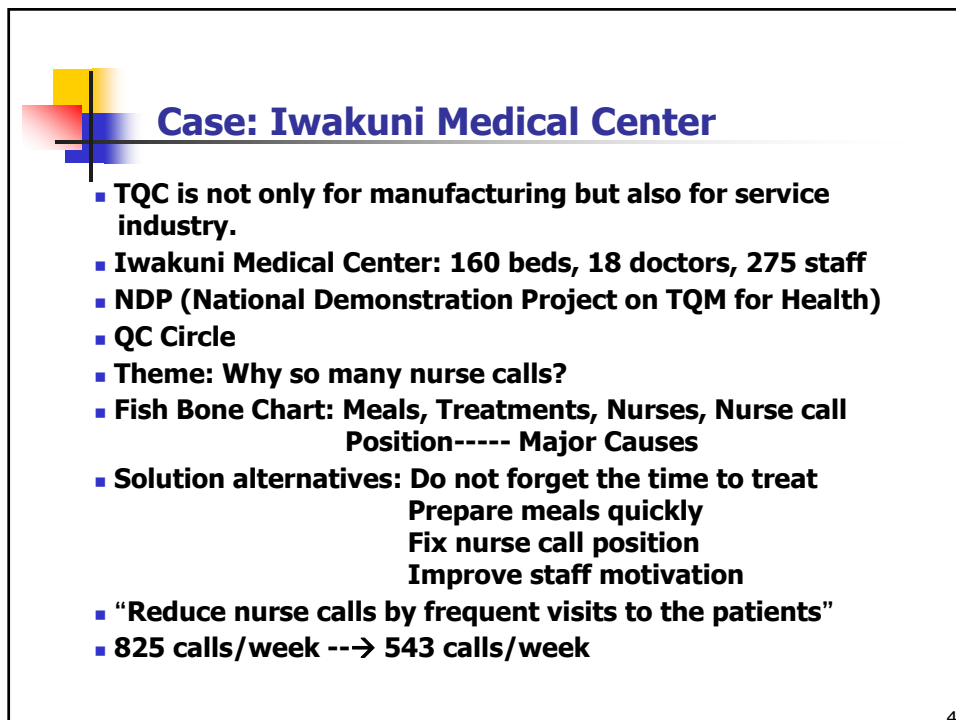 Case: Iwakuni Medical Center
▪ TQC is not only for manufacturing but also for service
industry.
▪ Iwakuni Medical Center: 160 beds, 18 doctors, 275 staff
▪ NDP (National Demonstration Project on TQM for Health)
▪ QC Circle
▪ Theme: Why so many nurse calls?
▪ Fish Bone Chart: Meals, Treatments, Nurses, Nurse call
Position----- Major Causes
▪ Solution alternatives: Do not forget the time to treat
Prepare meals quickly
Fix nurse call position
Improve staff motivation
▪ “Reduce nurse calls by frequent visits to the patients”
▪ 825 calls/week --→ 543 calls/week
4